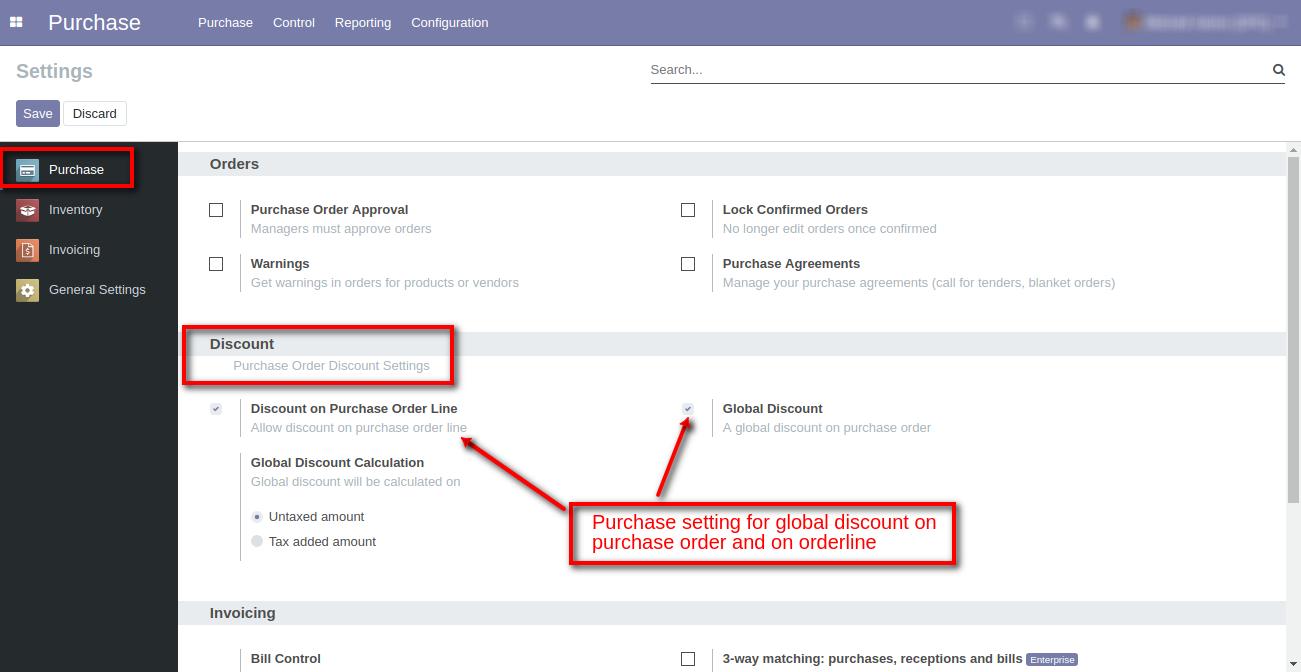 Purchase
Purchase Control Reporting Configuration
Settings
Search...
Save Discard
Purchase
Inventory
Invoicing
General Settings
Orders
Purchase Order Approval
Managers must approve orders
Lock Confirmed Orders
No longer edit orders once confirmed
Warnings
Get warnings in orders for products or vendors
Purchase Agreements
Manage your purchase agreements (call for tenders, blanket orders)
Discount
Purchase Order Discount Settings
Discount on Purchase Order Line
Allow discount on purchase order line
Global Discount
A global discount on purchase order
Global Discount Calculation
Global discount will be calculated on
Untaxed amount
Tax added amount
Purchase setting for global discount on
purchase order and on orderline
Invoicing
Bill Control
3-way matching: purchases, receptions and bills Enterprise